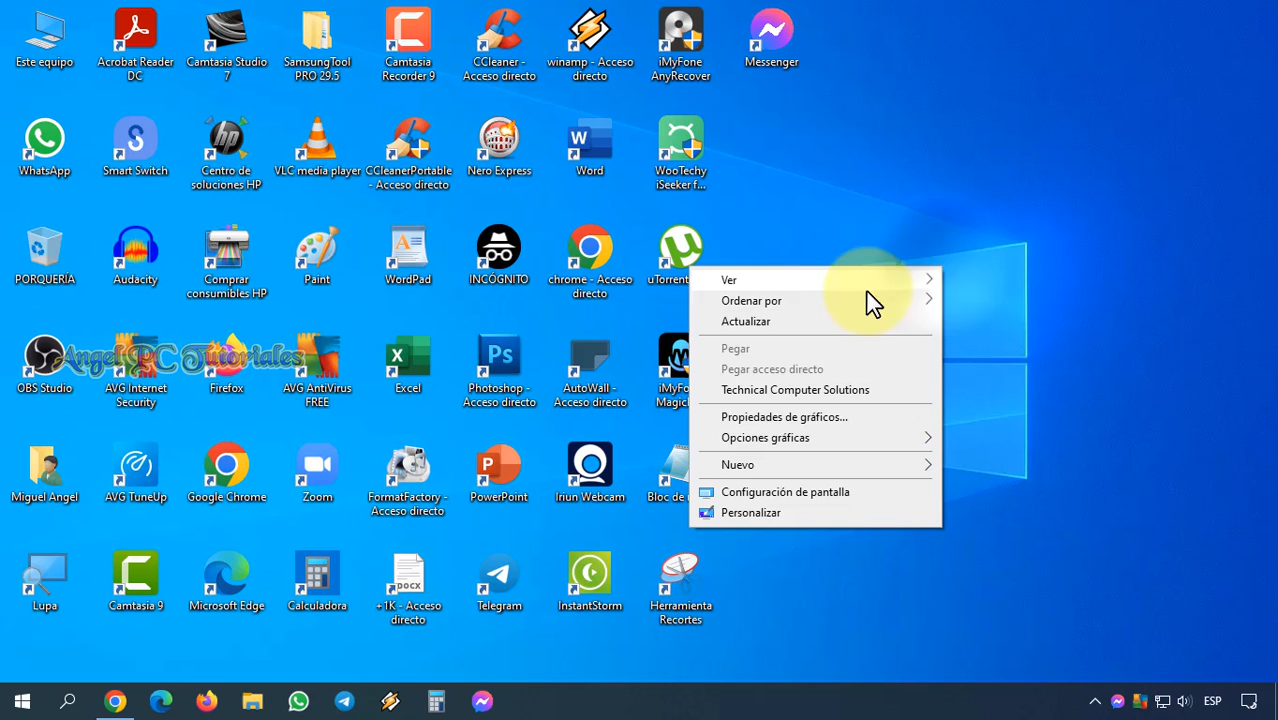 Este equipo
Acrobat Reader
DC
Camtasia Studio
7
SamsungTool
PRO 29.5
Camtasia
Recorder 9
CCleaner -
Acceso directo
winamp - Acceso
directo
iMyFone
AnyRecover
Messenger
WhatsApp
Smart Switch
Centro de
soluciones HP
VLC media player
CCleanerPortable
- Acceso directo
Nero Express
Word
WooTechy
iSeeker f...
PORQUERÍA
Audacity
Comprar
consumibles HP
Paint
WordPad
INCÓGNITO
chrome - Acceso
directo
uTorrent
OBS Studio
AVG Internet
Security
Firefox
AVG AntiVirus
FREE
Excel
Photoshop -
Acceso directo
AutoWall -
Acceso directo
Angel PC Tutoriales
Miguel Angel
AVG TuneUp
Google Chrome
Zoom
FormatFactory -
Acceso directo
PowerPoint
Iriun Webcam
Lupa
Camtasia 9
Microsoft Edge
Calculadora
+1K - Acceso
directo
Telegram
InstantStorm
Herramienta
Recortes
Ver
Ordenar por
Actualizar
Pegar
Pegar acceso directo
Technical Computer Solutions
Propiedades de gráficos...
Opciones gráficas
Nuevo
Configuración de pantalla
Personalizar
ESP